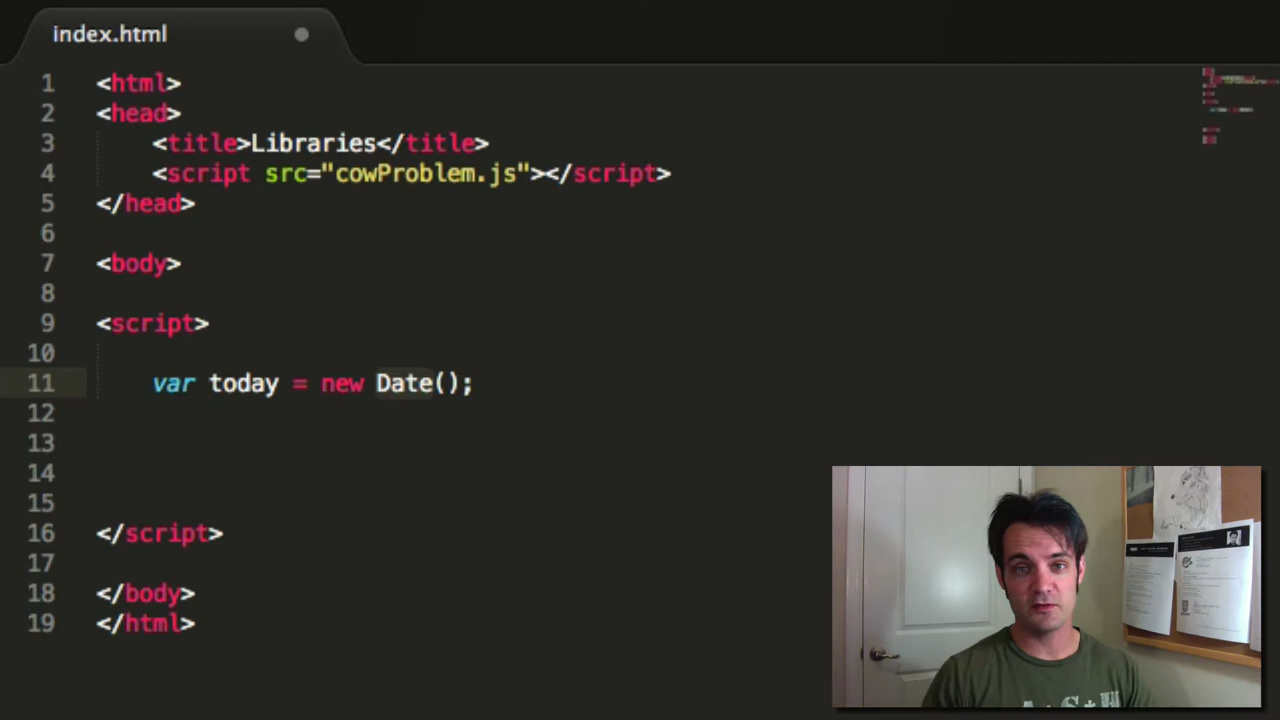 index.html
1 <html>
2 <head>
3 <title>Libraries</title>
4 <script src="cowProblem.js"></script>
5 </head>
6
7 <body>
8
9 <script>
10
11 var today = new Date();
12
13
14
15
16 </script>
17
18 </body>
19 </html>